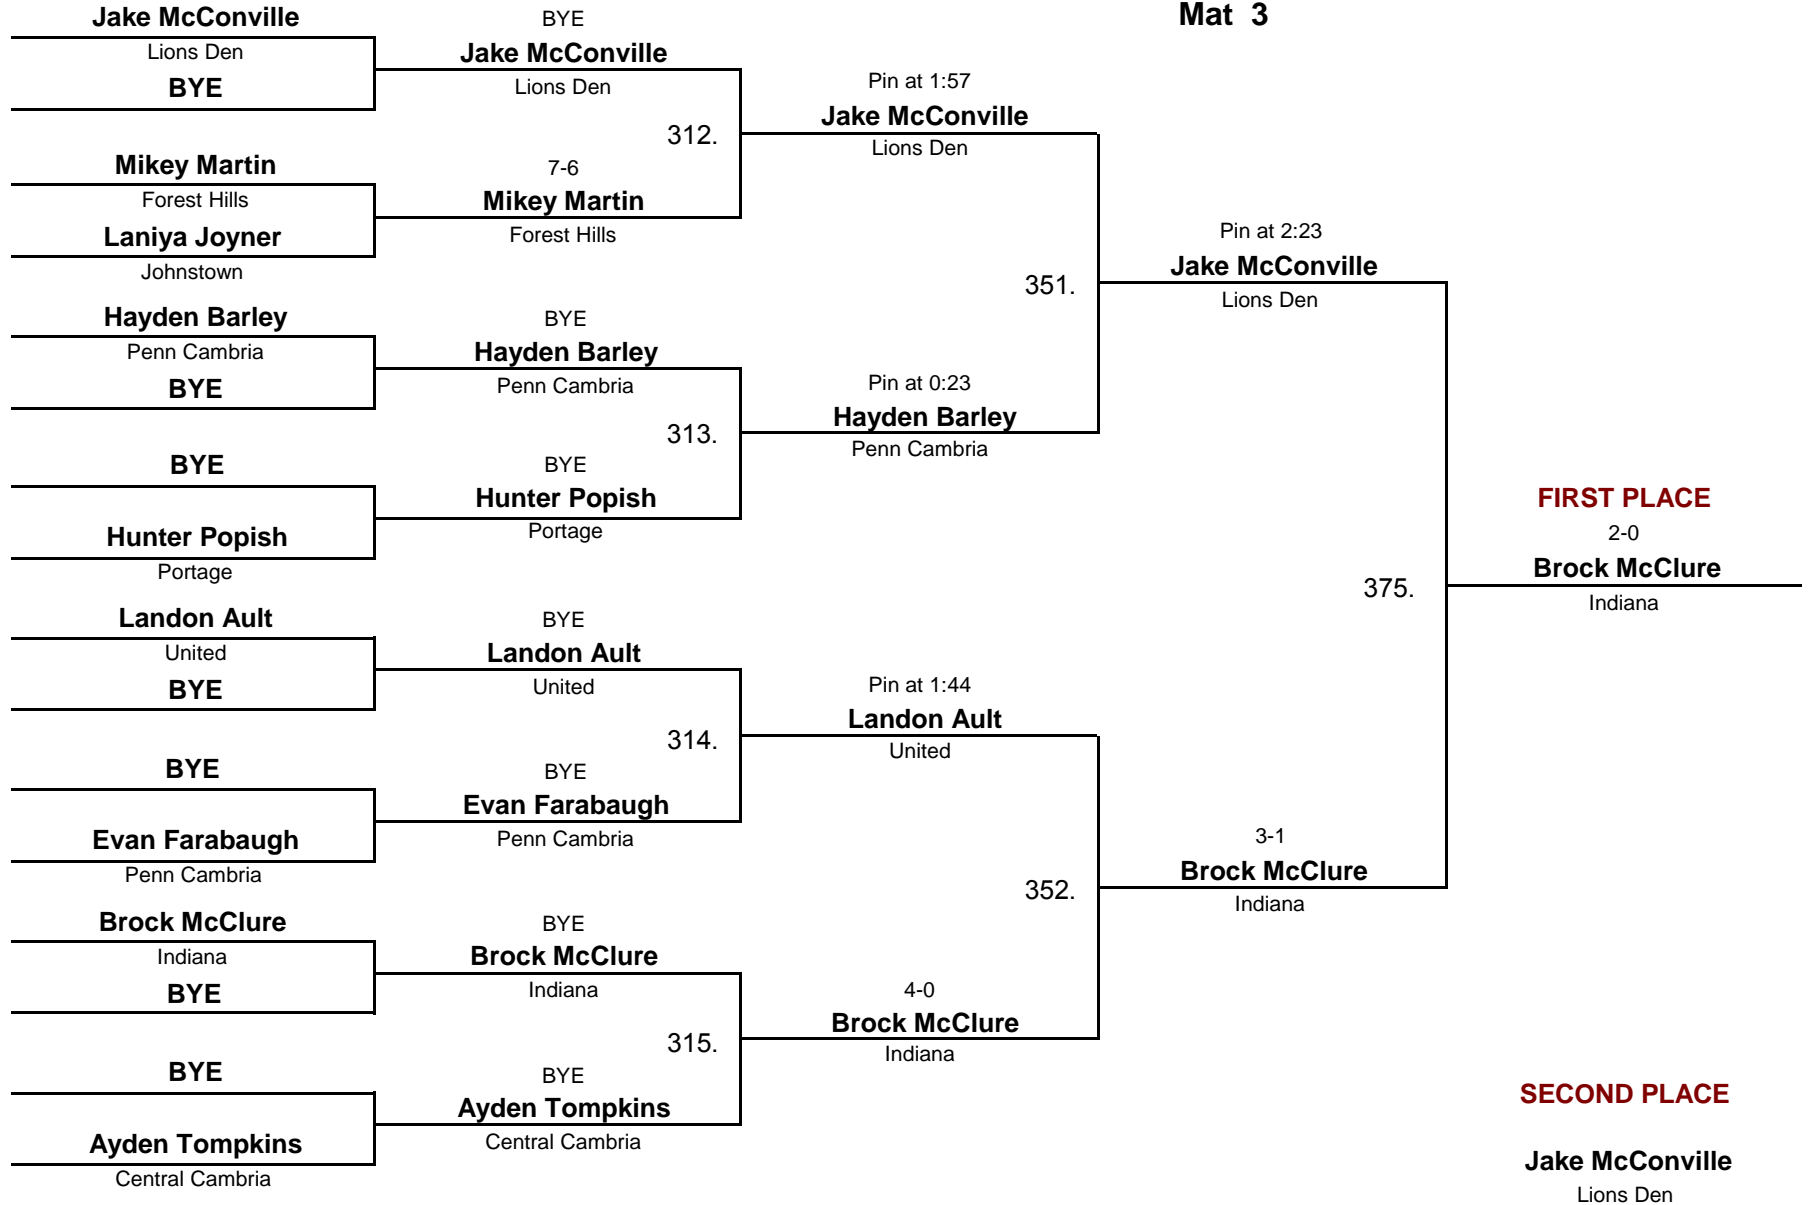 Mat 3
Jake McConville
Lions Den
BYE
Mikey Martin
Forest Hills
Laniya Joyner
Johnstown
Hayden Barley
Penn Cambria
BYE
BYE
Hunter Popish
Portage
Landon Ault
United
BYE
BYE
Evan Farabaugh
Penn Cambria
Brock McClure
Indiana
BYE
BYE
Ayden Tompkins
Central Cambria
BYE
Jake McConville
Lions Den
312.
7-6
Mikey Martin
Forest Hills
BYE
Hayden Barley
Penn Cambria
313.
BYE
Hunter Popish
Portage
BYE
Landon Ault
United
314.
BYE
Evan Farabaugh
Penn Cambria
BYE
Brock McClure
Indiana
315.
BYE
Ayden Tompkins
Central Cambria
Pin at 1:57
Jake McConville
Lions Den
351.
Pin at 0:23
Hayden Barley
Penn Cambria
Pin at 1:44
Landon Ault
United
352.
4-0
Brock McClure
Indiana
Pin at 2:23
Jake McConville
Lions Den
375.
3-1
Brock McClure
Indiana
FIRST PLACE
2-0
Brock McClure
Indiana
SECOND PLACE
Jake McConville
Lions Den